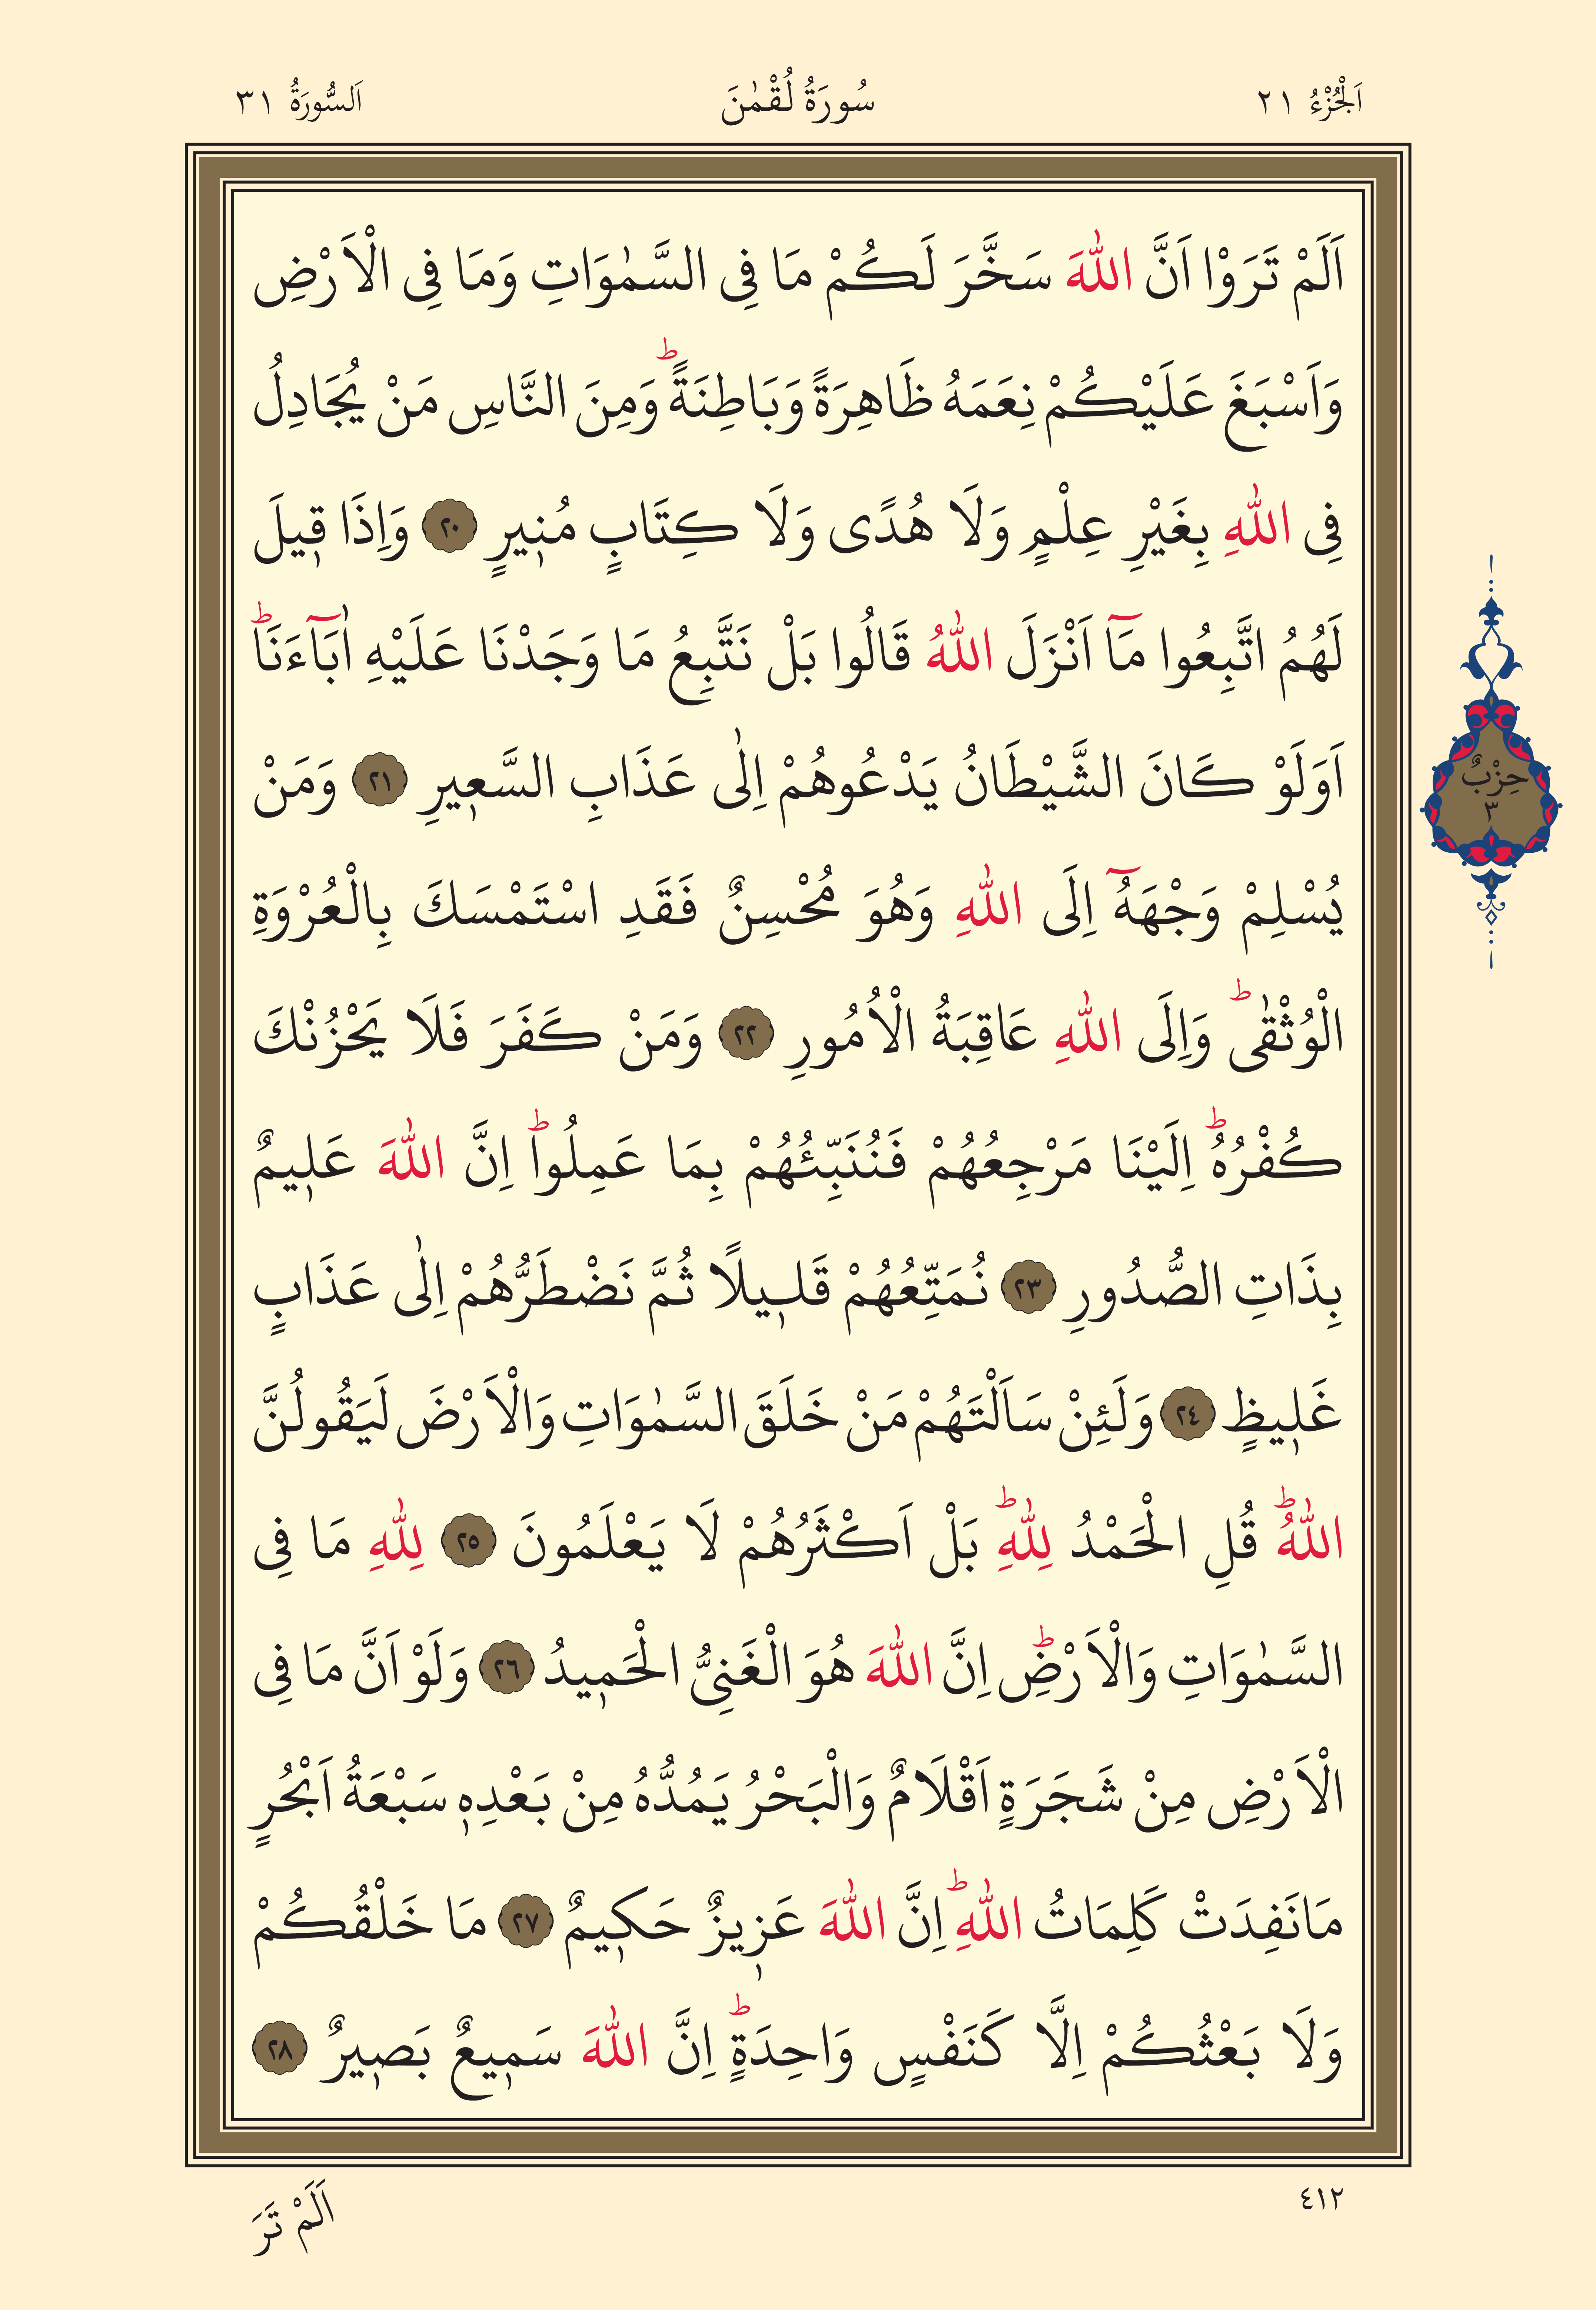 اَلْجُزْءُ ٢١ سُورَةُ لُقْمٰنَ اَلسُّورَةُ ٣١
اَلَمْ تَرَوْا اَنَّ اللّٰهَ سَخَّرَ لَكُمْ مَا فِى السَّمٰوَاتِ وَمَا فِى الْاَرْضِ
وَاَسْبَغَ عَلَيْكُمْ نِعَمَهُ ظَاهِرَةً وَبَاطِنَةًؕ وَمِنَ النَّاسِ مَنْ يُجَادِلُ
فِى اللّٰهِ بِغَيْرِ عِلْمٍ وَلَا هُدًى وَلَا كِتَابٍ مُنٖيرٍ ٢٠ وَاِذَا قٖيلَ
لَهُمُ اتَّبِعُوا مَٓا اَنْزَلَ اللّٰهُ قَالُوا بَلْ نَتَّبِعُ مَا وَجَدْنَا عَلَيْهِ اٰبَٓاءَنَاؕ
اَوَلَوْ كَانَ الشَّيْطَانُ يَدْعُوهُمْ اِلٰى عَذَابِ السَّعٖيرِ ٢١ وَمَنْ
يُسْلِمْ وَجْهَهُٓ اِلَى اللّٰهِ وَهُوَ مُحْسِنٌ فَقَدِ اسْتَمْسَكَ بِالْعُرْوَةِ
الْوُثْقٰىؕ وَاِلَى اللّٰهِ عَاقِبَةُ الْاُمُورِ ٢٢ وَمَنْ كَفَرَ فَلَا يَحْزُنْكَ
كُفْرُهُؕ اِلَيْنَا مَرْجِعُهُمْ فَنُنَبِّئُهُمْ بِمَا عَمِلُواؕ اِنَّ اللّٰهَ عَلٖيمٌ
بِذَاتِ الصُّدُورِ ٢٣ نُمَتِّعُهُمْ قَلٖيلًا ثُمَّ نَضْطَرُّهُمْ اِلٰى عَذَابٍ
غَلٖيظٍ ٢٤ وَلَئِنْ سَاَلْتَهُمْ مَنْ خَلَقَ السَّمٰوَاتِ وَالْاَرْضَ لَيَقُولُنَّ
اللّٰهُؕ قُلِ الْحَمْدُ لِلّٰهِؕ بَلْ اَكْثَرُهُمْ لَا يَعْلَمُونَ ٢٥ لِلّٰهِ مَا فِى
السَّمٰوَاتِ وَالْاَرْضِؕ اِنَّ اللّٰهَ هُوَ الْغَنِىُّ الْحَمٖيدُ ٢٦ وَلَوْ اَنَّ مَا فِى
الْاَرْضِ مِنْ شَجَرَةٍ اَقْلَامٌ وَالْبَحْرُ يَمُدُّهُ مِنْ بَعْدِهٖ سَبْعَةُ اَبْحُرٍ
مَانَفِدَتْ كَلِمَاتُ اللّٰهِؕ اِنَّ اللّٰهَ عَزٖيزٌ حَكٖيمٌ ٢٧ مَا خَلْقُكُمْ
وَلَا بَعْثُكُمْ اِلَّا كَنَفْسٍ وَاحِدَةٍؕ اِنَّ اللّٰهَ سَمٖيعٌ بَصٖيرٌ ٢٨
حِزْبٌ
٣
٤١٢
اَلَمْ تَرَ